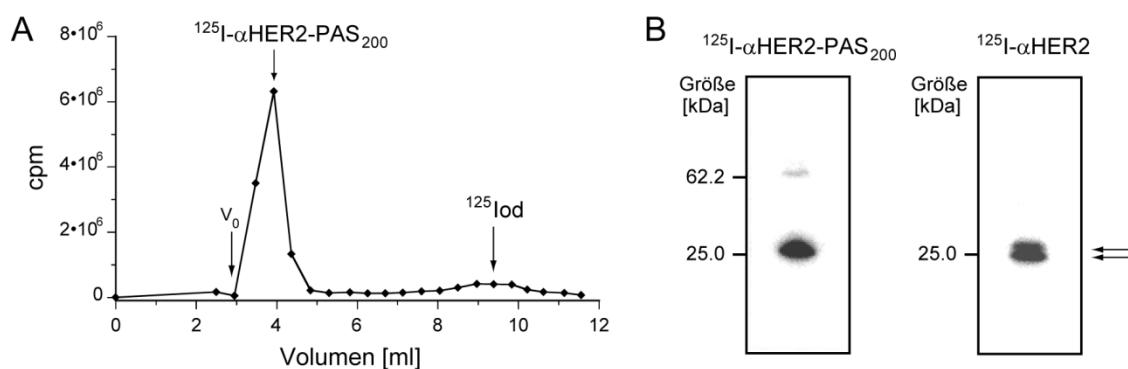 A
¹²⁵I-αHER2-PAS₂₀₀
8•10⁶
6•10⁶
4•10⁶
2•10⁶
0
cpm
V₀
¹²⁵Iod
0 2 4 6 8 10 12
Volumen [ml]
B
¹²⁵I-αHER2-PAS₂₀₀
Größe
[kDa]
62.2
25.0
¹²⁵I-αHER2
Größe
[kDa]
25.0